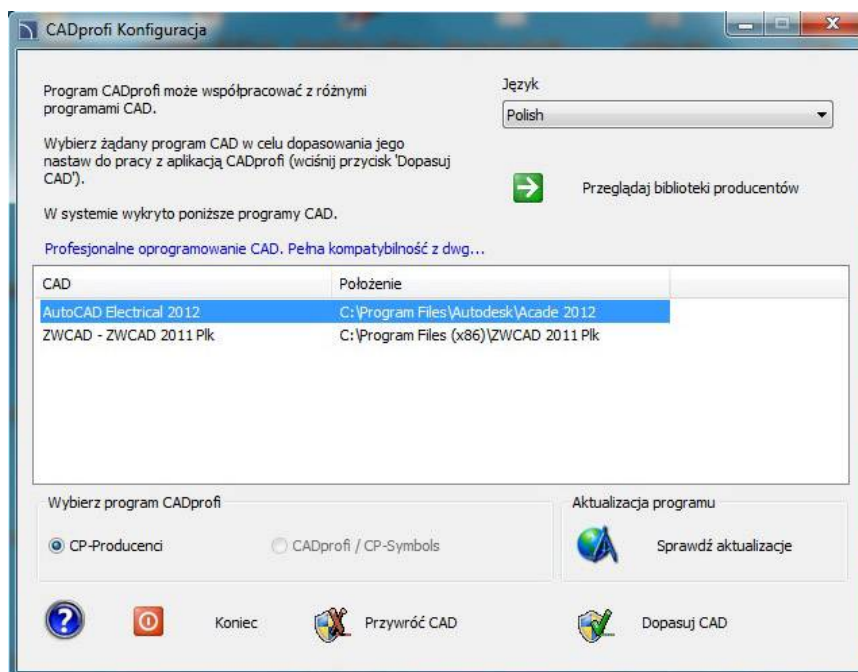 CADprofi Konfiguracja
Program CADprofi może współpracować z różnymi
programami CAD.
Wybierz żądany program CAD w celu dopasowania jego
nastaw do pracy z aplikacją CADprofi (wciśnij przycisk 'Dopasuj
CAD').
W systemie wykryto poniższe programy CAD.
Język
Polish
Przeglądaj biblioteki producentów
Profesjonalne oprogramowanie CAD. Pełna kompatybilność z dwg...
CAD Położenie
AutoCAD Electrical 2012 C:\Program Files\Autodesk\Acade 2012
ZWCAD - ZWCAD 2011 Plk C:\Program Files (x86)\ZWCAD 2011 Plk
Wybierz program CADprofi
CP-Producenci CADprofi / CP-Symbols
Aktualizacja programu
Sprawdź aktualizacje
Koniec Przywróć CAD Dopasuj CAD